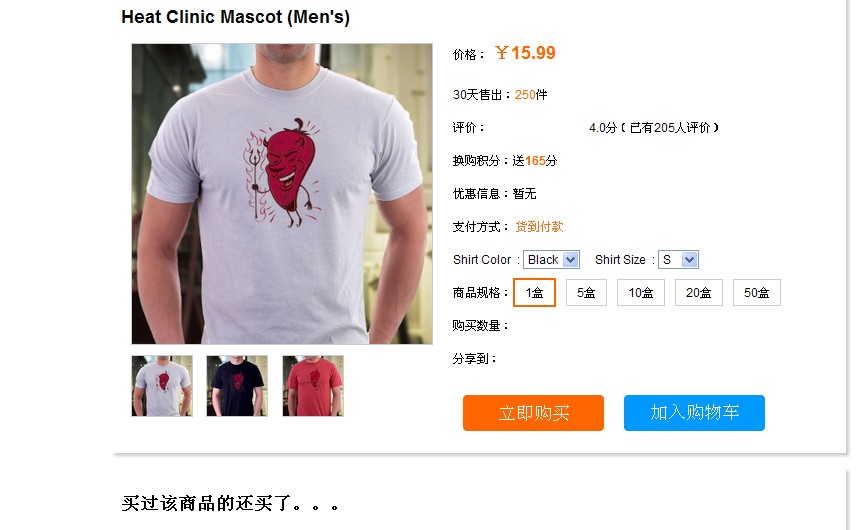 Heat Clinic Mascot (Men's)
价格： ￥15.99
30天售出：250件
评价： 4.0分 ( 已有205人评价 )
换购积分：送165分
优惠信息：暂无
支付方式： 货到付款
Shirt Color : Black Shirt Size : S
商品规格： 1盒 5盒 10盒 20盒 50盒
购买数量：
分享到：
立即购买 加入购物车
买过该商品的还买了。。。